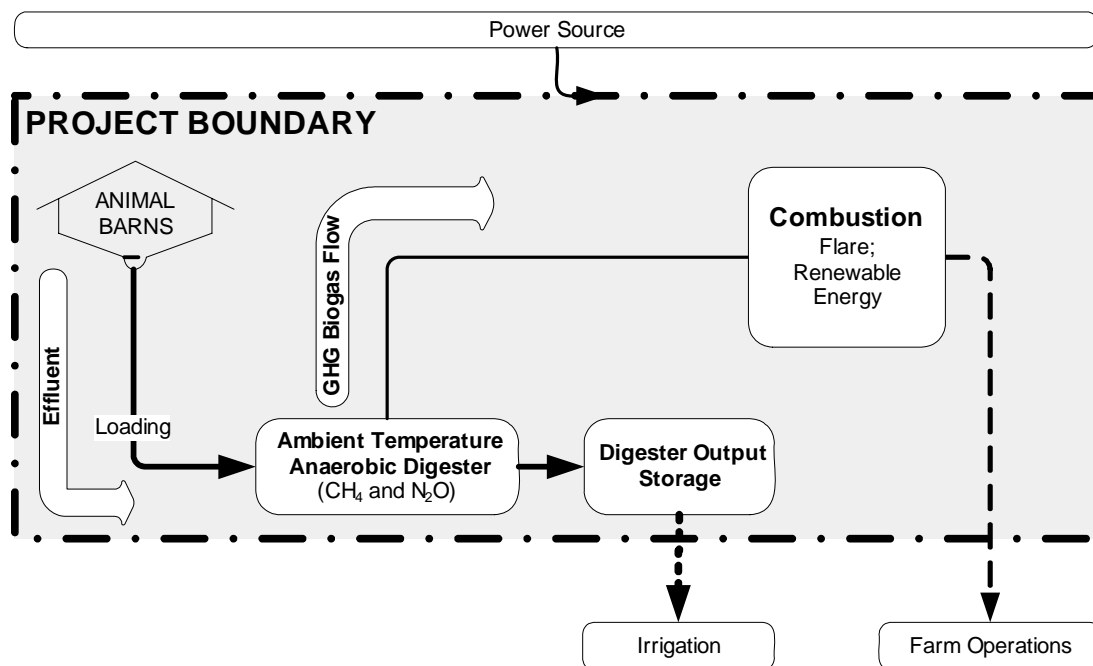 Power Source
PROJECT BOUNDARY
ANIMAL
BARNS
Effluent
Loading
GHG Biogas Flow
Combustion
Flare;
Renewable
Energy
Ambient Temperature
Anaerobic Digester
(CH₄ and N₂O)
Digester Output
Storage
Irrigation
Farm Operations